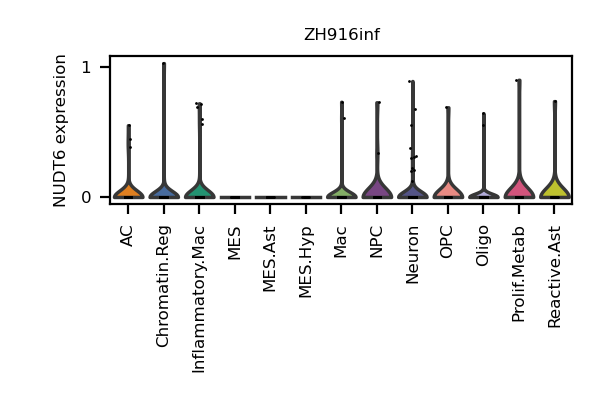 ZH916inf
NUDT6 expression
1
0
AC
Chromatin.Reg
Inflammatory.Mac
MES
MES.Ast
MES.Hyp
Mac
NPC
Neuron
OPC
Oligo
Prolif.Metab
Reactive.Ast